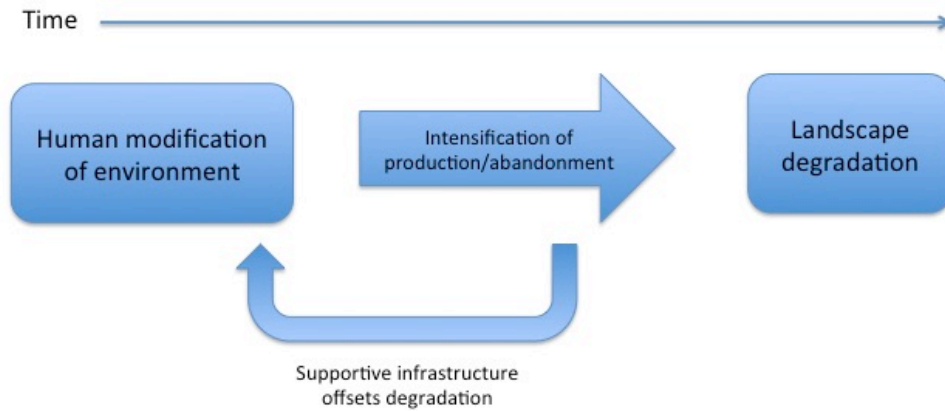 Time
Human modification
of environment
Intensification of
production/abandonment
Landscape
degradation
Supportive infrastructure
offsets degradation